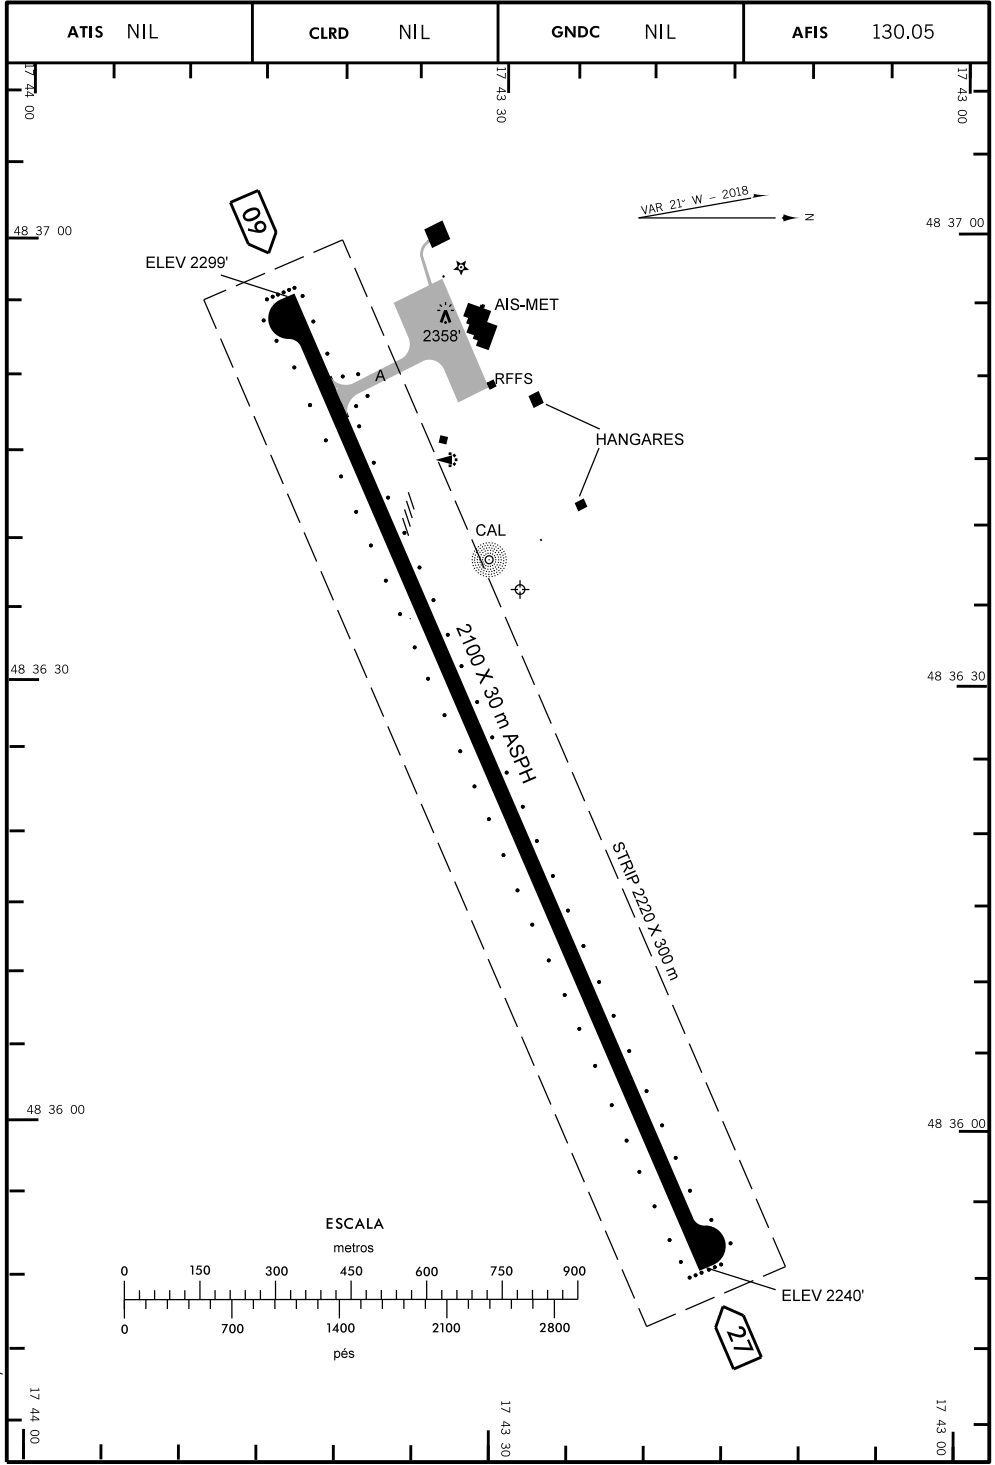 ATIS NIL CLRD NIL GNDC NIL AFIS 130.05
17 44 00
17 43 30
17 43 00
VAR 21° W - 2018
N
09
48 37 00
48 37 00
ELEV 2299'
AIS-MET
2358'
A
RFFS
HANGARES
CAL
2100 X 30 m ASPH
48 36 30
48 36 30
STRIP 2220 X 300 m
48 36 00
48 36 00
ESCALA
metros
0 150 300 450 600 750 900
0 700 1400 2100 2800
pés
ELEV 2240'
27
17 44 00
17 43 30
17 43 00